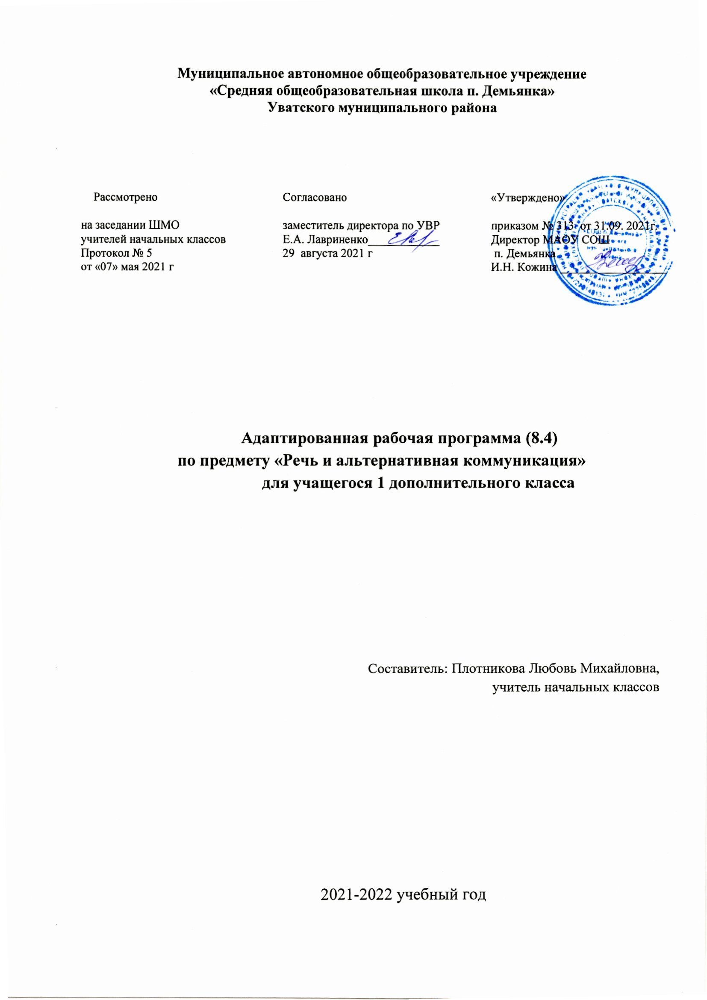 Муниципальное автономное общеобразовательное учреждение
«Средняя общеобразовательная школа п. Демьянка»
Уватского муниципального района
Рассмотрено
на заседании ШМО
учителей начальных классов
Протокол № 5
от «07» мая 2021 г
Согласовано
заместитель директора по УВР
Е.А. Лавриненко
29 августа 2021 г
«Утверждено»
приказом № 313 от 31.09. 2021г.
Директор МАОУ СОШ
п. Демьянка
И.Н. Кожина
Адаптированная рабочая программа (8.4)
по предмету «Речь и альтернативная коммуникация»
для учащегося 1 дополнительного класса
Составитель: Плотникова Любовь Михайловна,
учитель начальных классов
2021-2022 учебный год